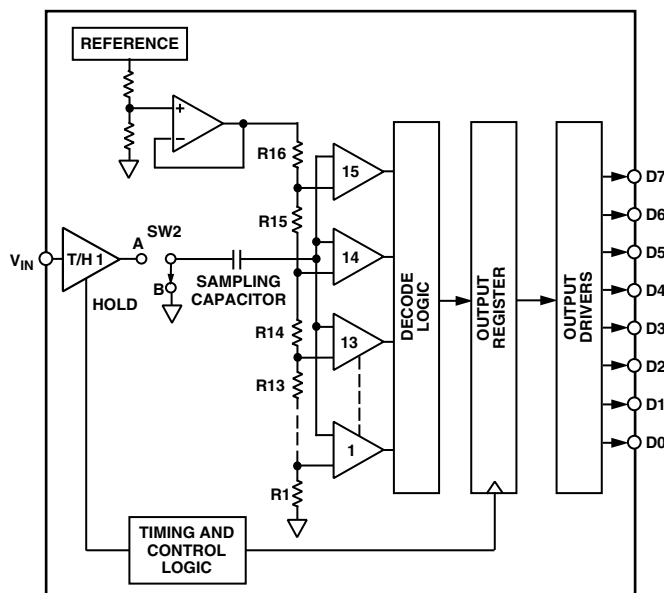 REFERENCE
+
−
R16
15
R15
D7
D6
D5
D4
D3
D2
D1
D0
VIN
T/H 1
A
SW2
B
SAMPLING
CAPACITOR
HOLD
14
R14
13
R13
1
R1
DECODE
LOGIC
OUTPUT
REGISTER
OUTPUT
DRIVERS
TIMING AND
CONTROL
LOGIC